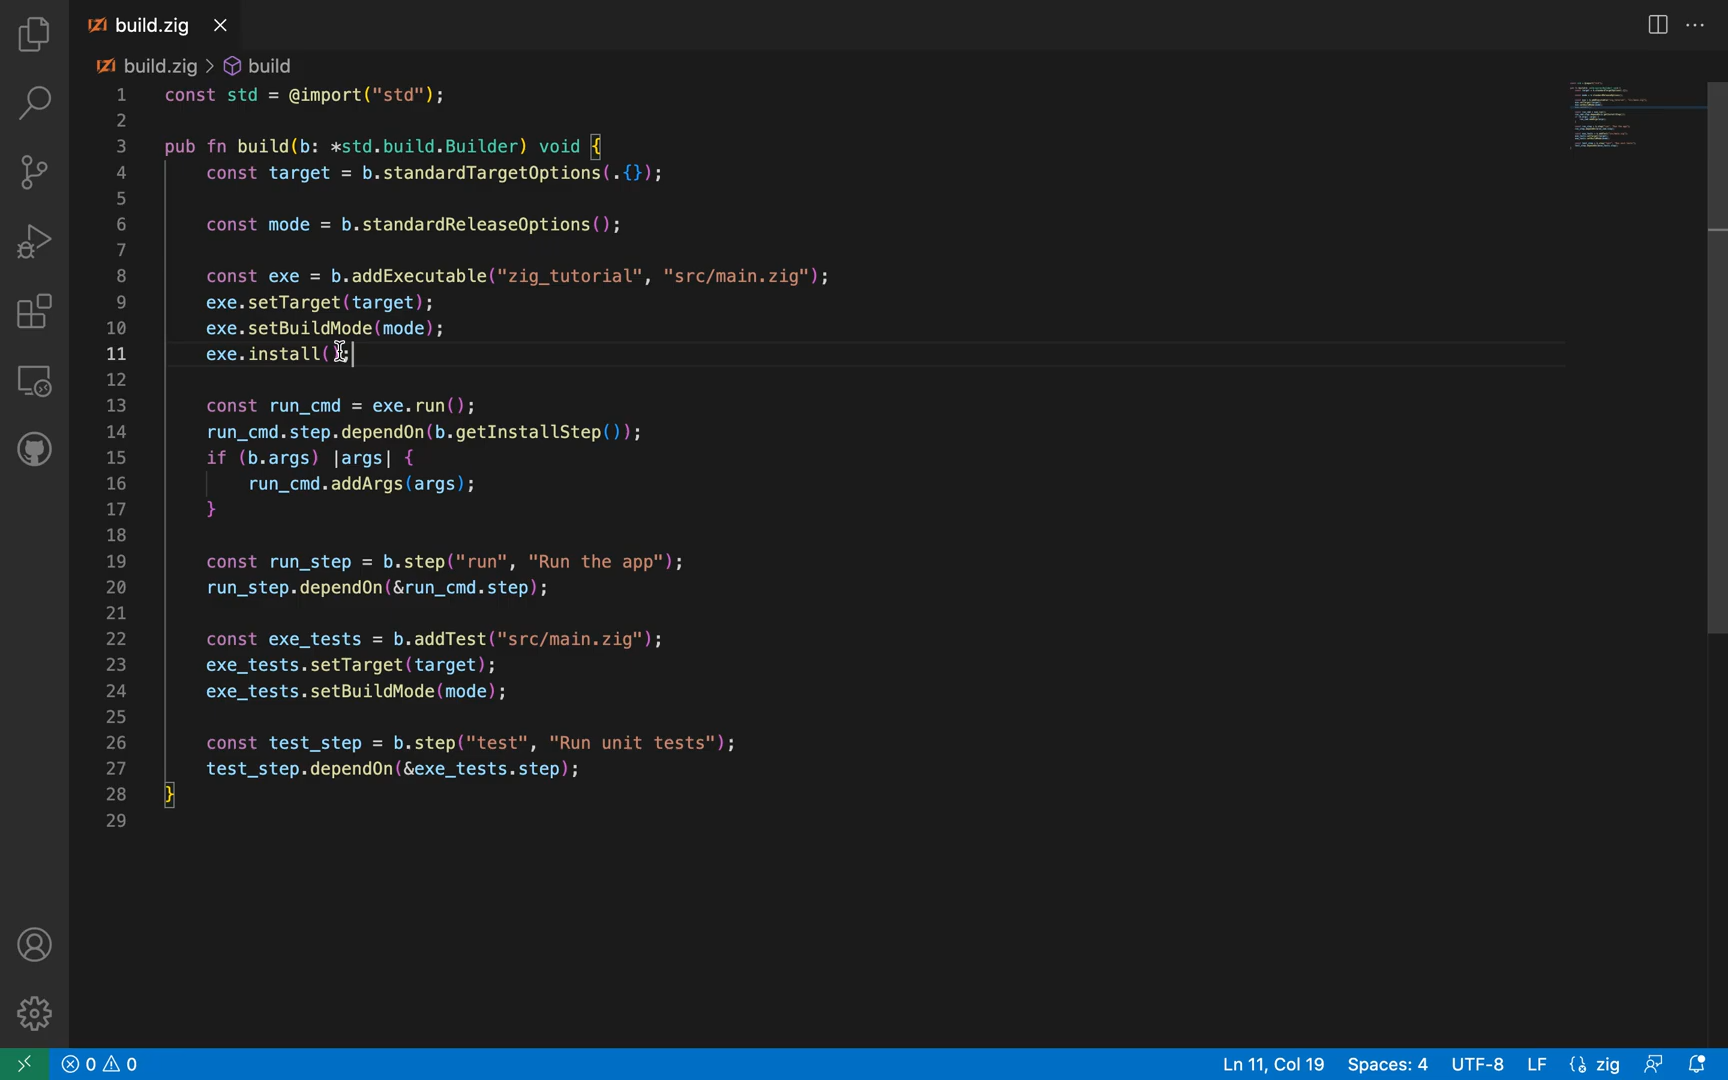 build.zig
build.zig > build
1 const std = @import("std");
2
3 pub fn build(b: *std.build.Builder) void {
4 const target = b.standardTargetOptions(.{});
5
6 const mode = b.standardReleaseOptions();
7
8 const exe = b.addExecutable("zig_tutorial", "src/main.zig");
9 exe.setTarget(target);
10 exe.setBuildMode(mode);
11 exe.install();
12
13 const run_cmd = exe.run();
14 run_cmd.step.dependOn(b.getInstallStep());
15 if (b.args) |args| {
16 run_cmd.addArgs(args);
17 }
18
19 const run_step = b.step("run", "Run the app");
20 run_step.dependOn(&run_cmd.step);
21
22 const exe_tests = b.addTest("src/main.zig");
23 exe_tests.setTarget(target);
24 exe_tests.setBuildMode(mode);
25
26 const test_step = b.step("test", "Run unit tests");
27 test_step.dependOn(&exe_tests.step);
28 }
29
0 0 Ln 11, Col 19 Spaces: 4 UTF-8 LF zig